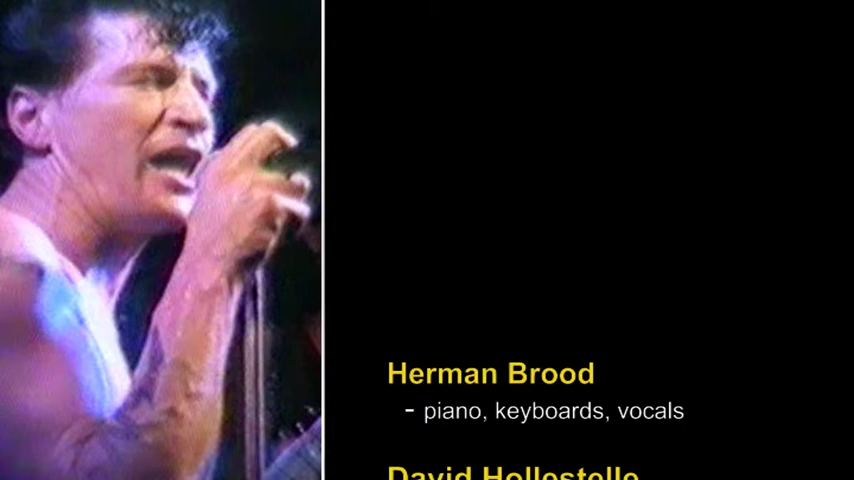 Herman Brood
- piano, keyboards, vocals
David Hollestelle